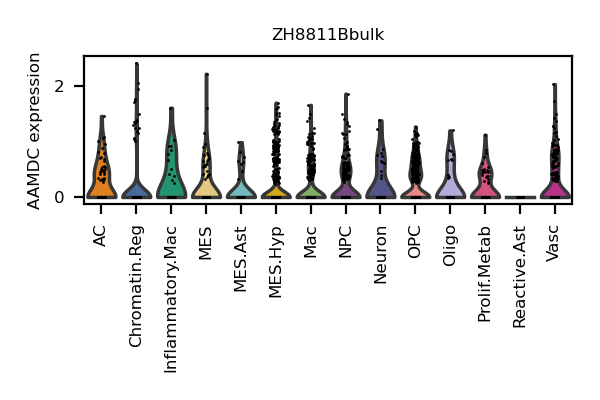 ZH8811Bbulk
AAMDC expression
2
0
AC
Chromatin.Reg
Inflammatory.Mac
MES
MES.Ast
MES.Hyp
Mac
NPC
Neuron
OPC
Oligo
Prolif.Metab
Reactive.Ast
Vasc